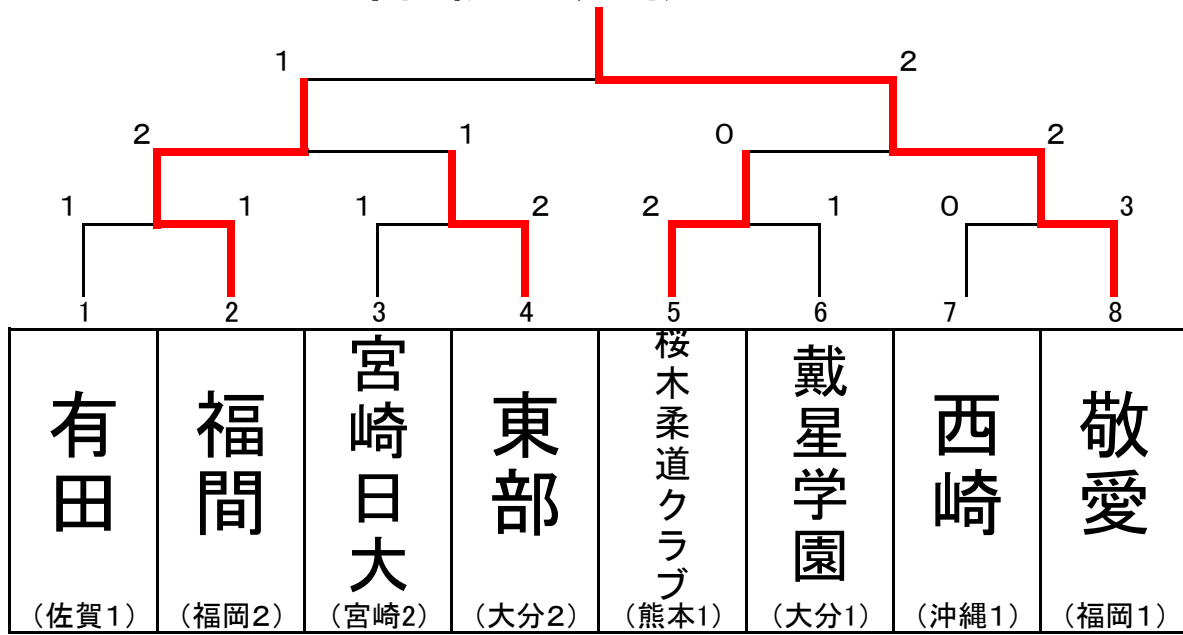 1 2
2 1 0 2
1 1 1 2 2 1 0 3
1 2 3 4 5 6 7 8
有田 福間 宮崎日大 東部 桜木柔道クラブ 戴星学園 西崎 敬愛
（佐賀１） （福岡２） （宮崎2） （大分２） （熊本1） （大分1） （沖縄１） （福岡１）